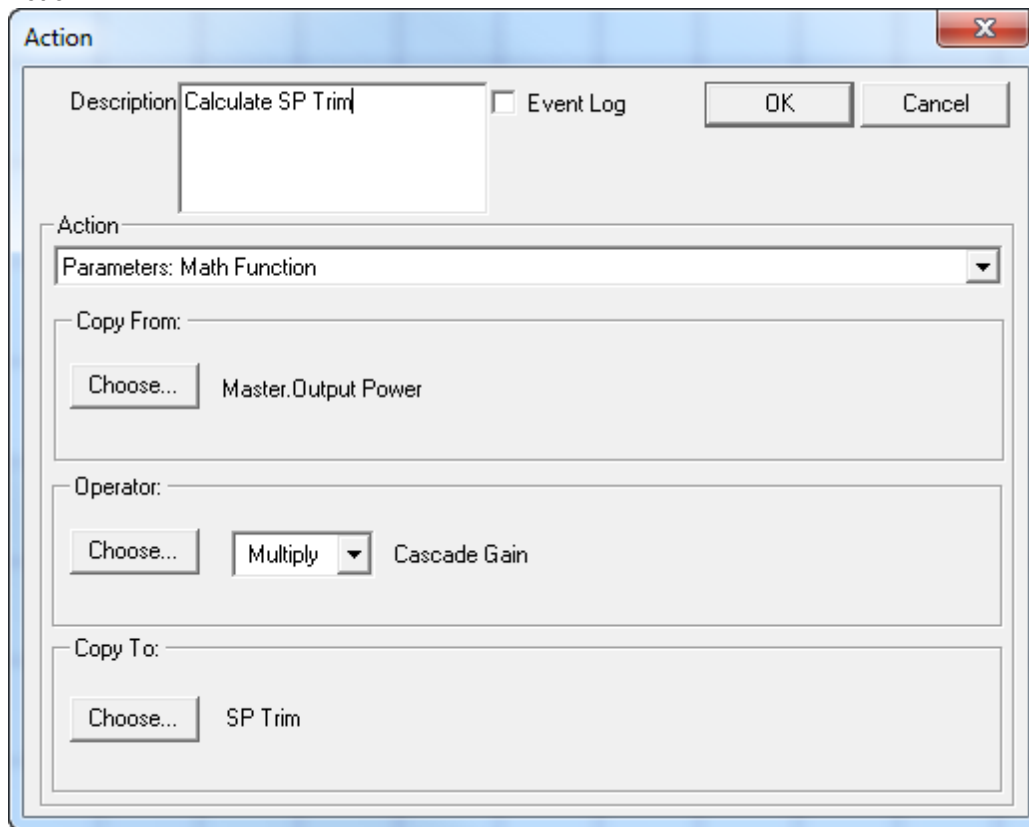 Action
Description Calculate SP Trim Event Log OK Cancel
Action
Parameters: Math Function
Copy From:
Choose... Master.Output Power
Operator:
Choose... Multiply Cascade Gain
Copy To:
Choose... SP Trim